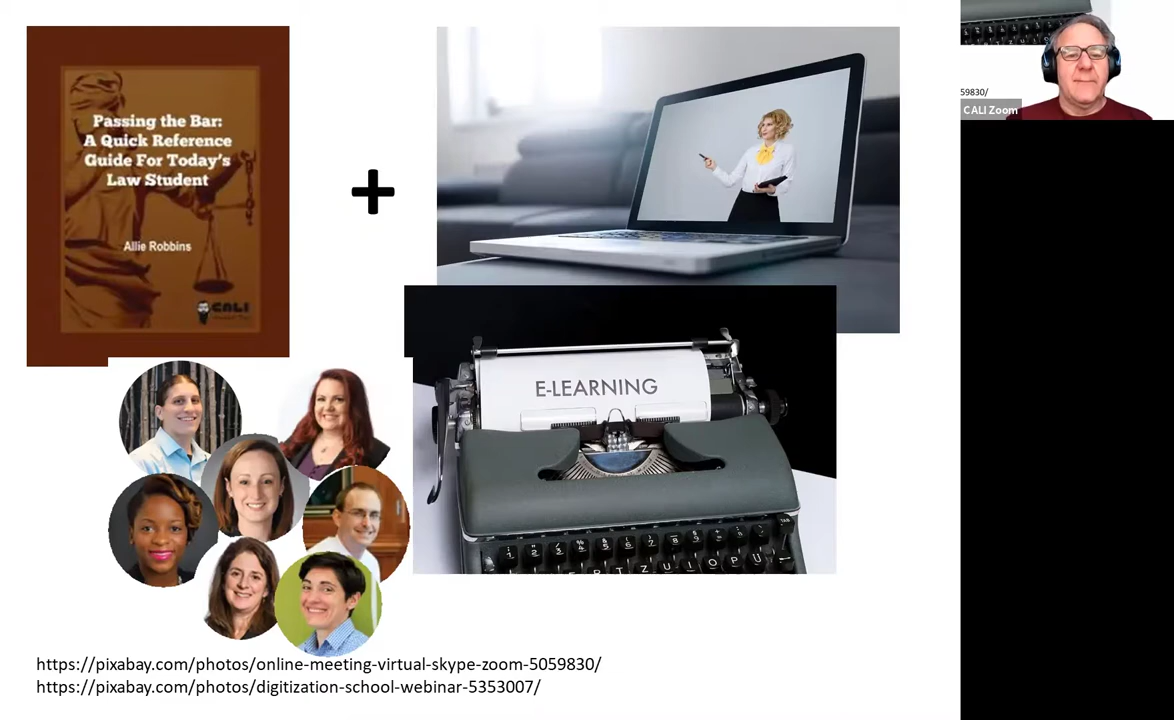 Passing the Bar:
A Quick Reference
Guide For Today's
Law Student
Allie Robbins
CALI
+
E-LEARNING
https://pixabay.com/photos/online-meeting-virtual-skype-zoom-5059830/
https://pixabay.com/photos/digitization-school-webinar-5353007/
59830/
CALI Zoom